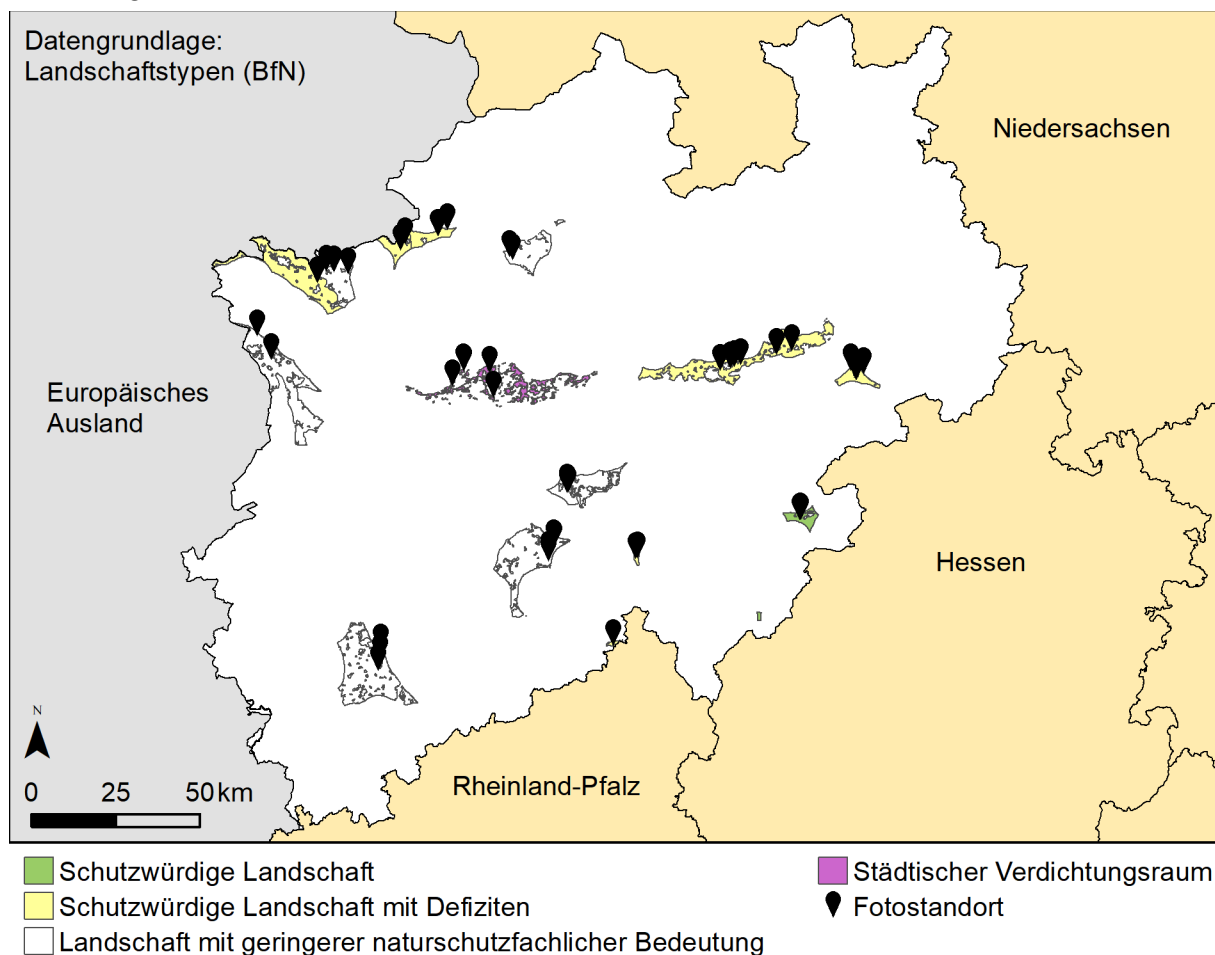 Datengrundlage:
Landschaftstypen (BfN)
Niedersachsen
Europäisches
Ausland
Hessen
N
Rheinland-Pfalz
0 25 50 km
Schutzwürdige Landschaft
Städtischer Verdichtungsraum
Schutzwürdige Landschaft mit Defiziten
Fotostandort
Landschaft mit geringerer naturschutzfachlicher Bedeutung